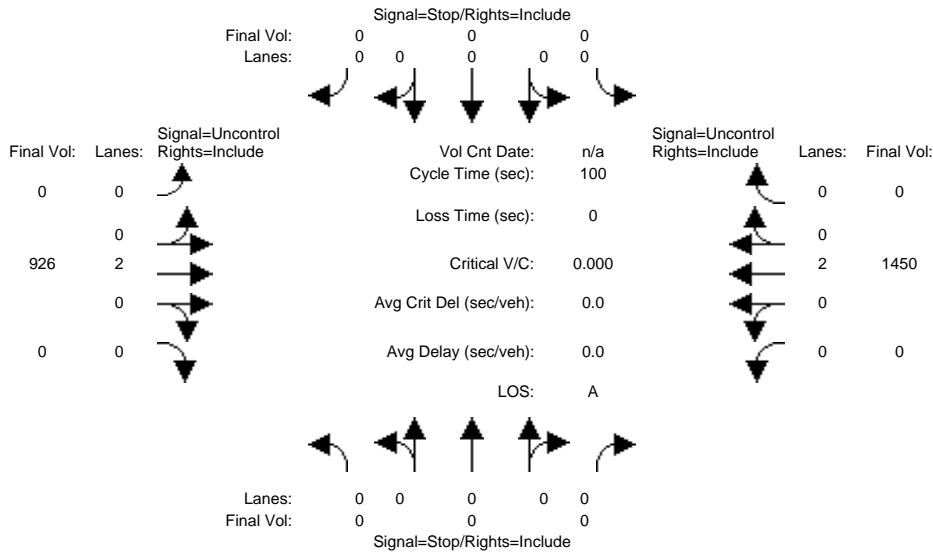 Signal=Stop/Rights=Include
Final Vol: 0 0 0
Lanes: 0 0 0 0 0
Signal=Uncontrol Signal=Uncontrol
Final Vol: Lanes: Rights=Include Vol Cnt Date: n/a Rights=Include Lanes: Final Vol:
Cycle Time (sec): 100
0 0 0 0
Loss Time (sec): 0
0 0
926 2 Critical V/C: 0.000 2 1450
0 Avg Crit Del (sec/veh): 0.0 0
0 0 Avg Delay (sec/veh): 0.0 0 0
LOS: A
Lanes: 0 0 0 0 0
Final Vol: 0 0 0
Signal=Stop/Rights=Include